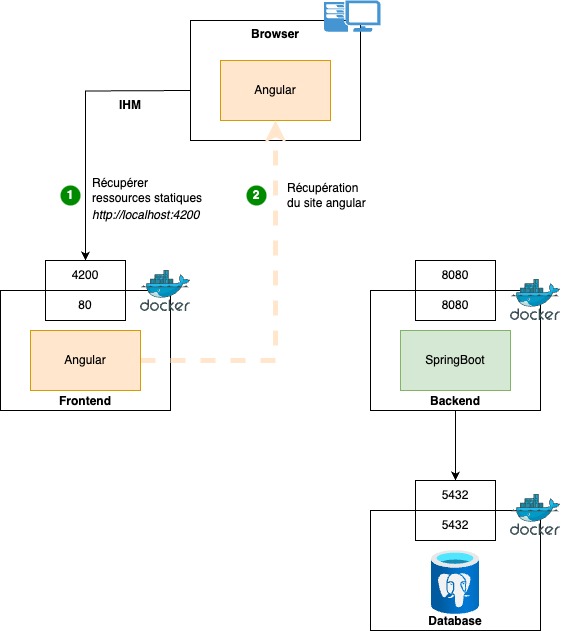 Browser
Angular
IHM
1
Récupérer
ressources statiques
http://localhost:4200
2
Récupération
du site angular
4200
80
docker
Angular
Frontend
8080
8080
docker
SpringBoot
Backend
5432
5432
docker
Database